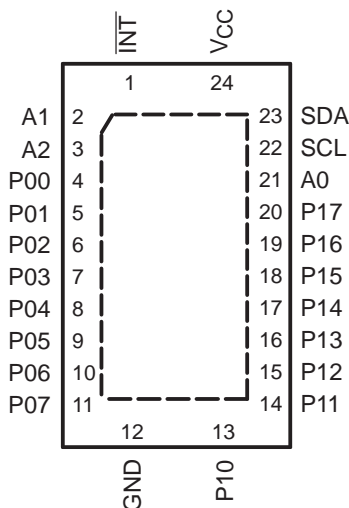 INT VCC
1 24
A1 2 23 SDA
A2 3 22 SCL
P00 4 21 A0
P01 5 20 P17
P02 6 19 P16
P03 7 18 P15
P04 8 17 P14
P05 9 16 P13
P06 10 15 P12
P07 11 14 P11
12 13
GND P10